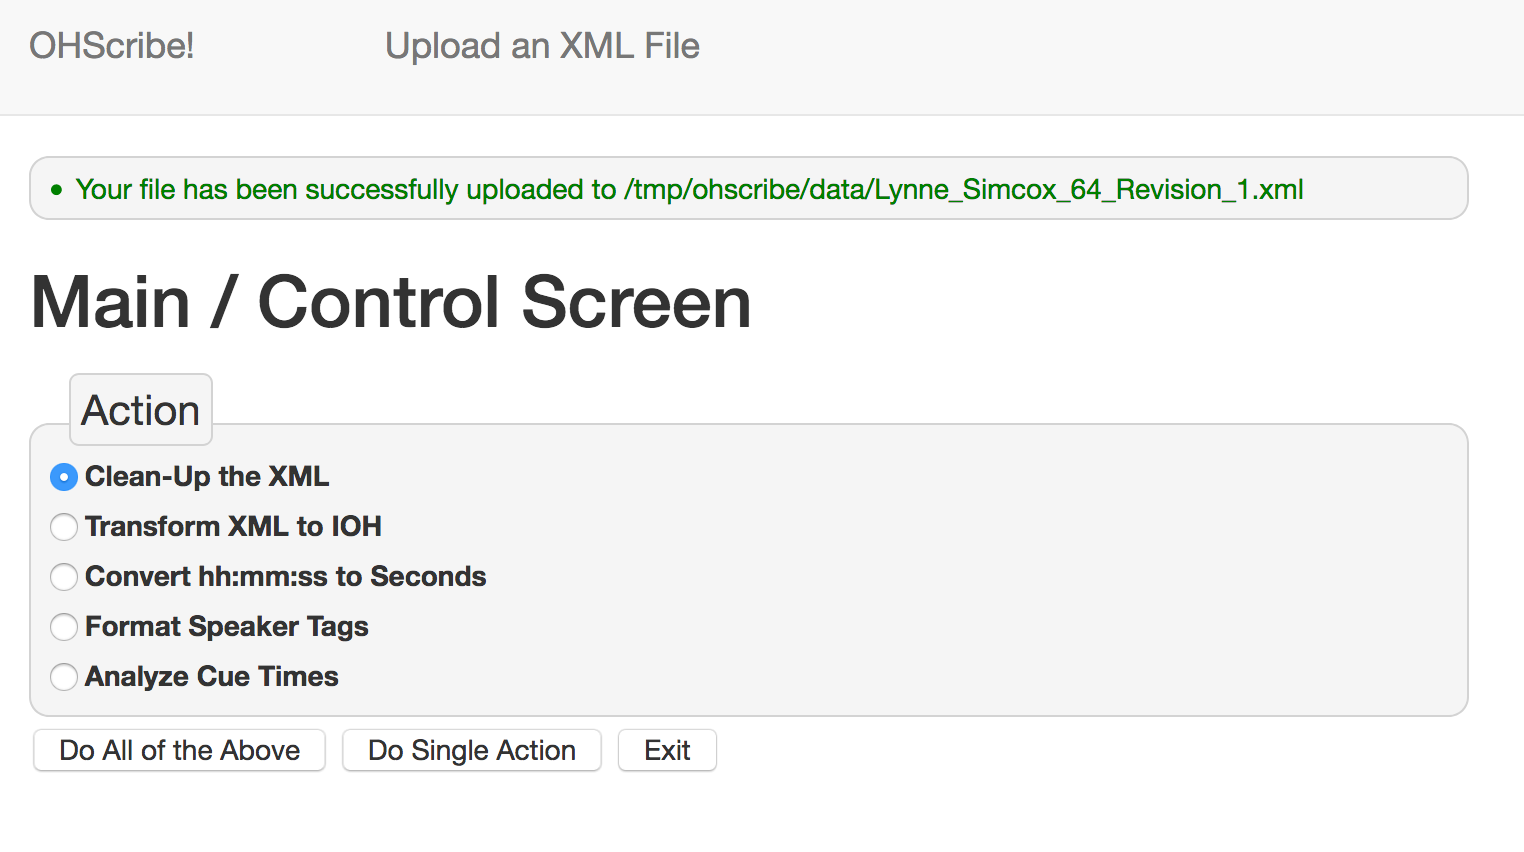 OHScribe! Upload an XML File
• Your file has been successfully uploaded to /tmp/ohscribe/data/Lynne_Simcox_64_Revision_1.xml
Main / Control Screen
Action
Clean-Up the XML
Transform XML to IOH
Convert hh:mm:ss to Seconds
Format Speaker Tags
Analyze Cue Times
Do All of the Above Do Single Action Exit